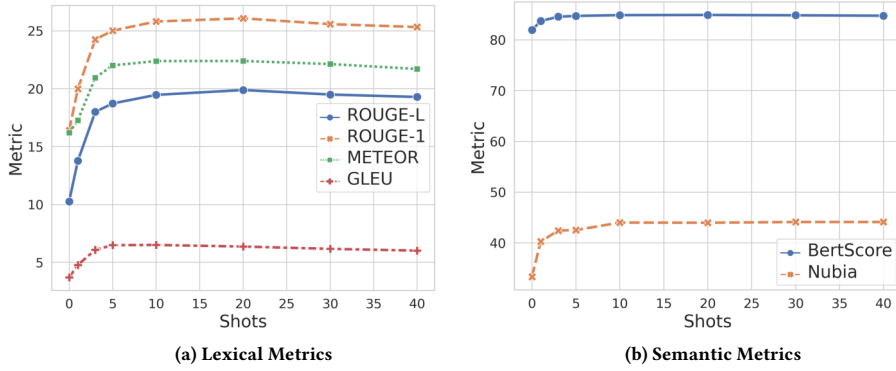 25
20
15
10
5
Metric
0 5 10 15 20 25 30 35 40
Shots
ROUGE-L
ROUGE-1
METEOR
GLEU
(a) Lexical Metrics
80
70
60
50
40
Metric
0 5 10 15 20 25 30 35 40
Shots
BertScore
Nubia
(b) Semantic Metrics